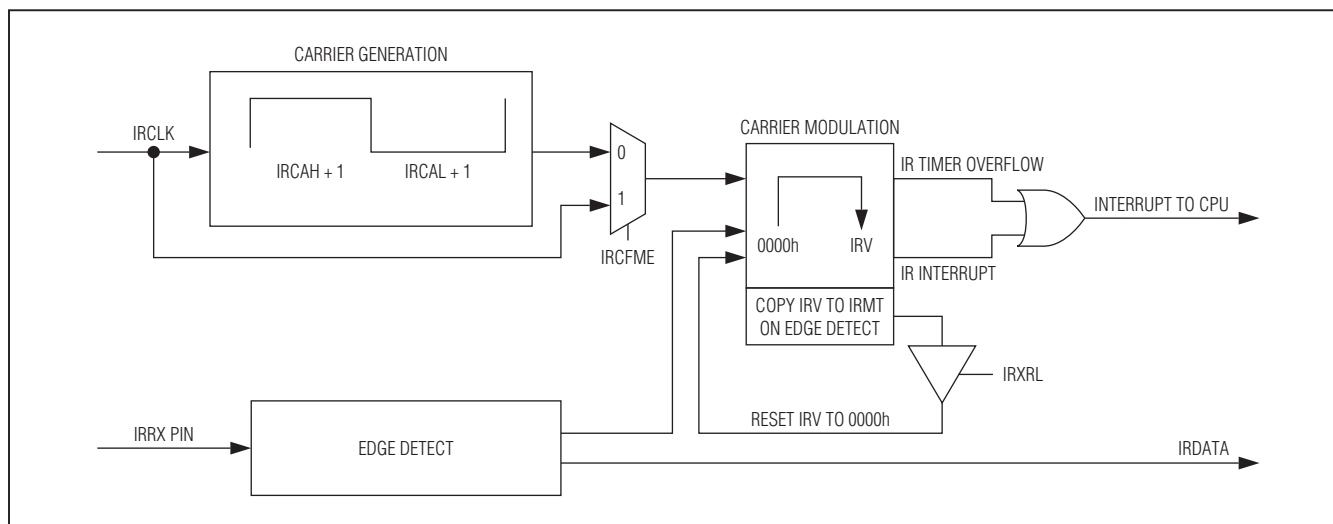 CARRIER GENERATION
IRCLK
IRCAH + 1
IRCAL + 1
0
1
IRCFME
CARRIER MODULATION
0000h
IRV
IR TIMER OVERFLOW
INTERRUPT TO CPU
IR INTERRUPT
COPY IRV TO IRMT
ON EDGE DETECT
IRXRL
RESET IRV TO 0000h
IRRX PIN
EDGE DETECT
IRDATA